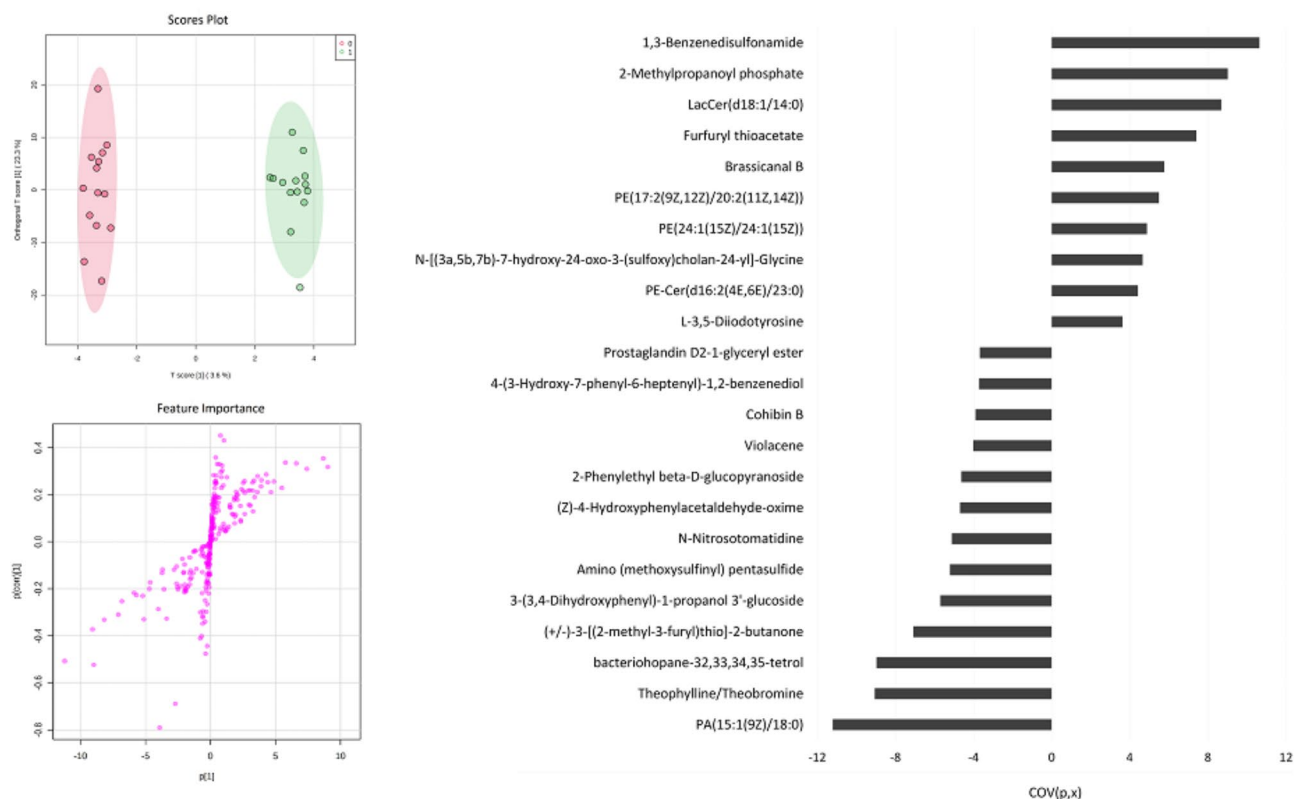 Scores Plot
0
1
Orthogonal T score [1] ( 23.3 %)
20
10
0
-10
-20
-4
-2
0
2
4
T score [1] ( 3.6 %)
Feature Importance
p(corr)[1]
0.4
0.2
0.0
-0.2
-0.4
-0.6
-0.8
-10
-5
0
5
10
p[1]
1,3-Benzenedisulfonamide
2-Methylpropanoyl phosphate
LacCer(d18:1/14:0)
Furfuryl thioacetate
Brassicanal B
PE(17:2(9Z,12Z)/20:2(11Z,14Z))
PE(24:1(15Z)/24:1(15Z))
N-[(3a,5b,7b)-7-hydroxy-24-oxo-3-(sulfoxy)cholan-24-yl]-Glycine
PE-Cer(d16:2(4E,6E)/23:0)
L-3,5-Diiodotyrosine
Prostaglandin D2-1-glyceryl ester
4-(3-Hydroxy-7-phenyl-6-heptenyl)-1,2-benzenediol
Cohibin B
Violacene
2-Phenylethyl beta-D-glucopyranoside
(Z)-4-Hydroxyphenylacetaldehyde-oxime
N-Nitrosotomatidine
Amino (methoxysulfinyl) pentasulfide
3-(3,4-Dihydroxyphenyl)-1-propanol 3'-glucoside
(+/-)-3-[(2-methyl-3-furyl)thio]-2-butanone
bacteriohopane-32,33,34,35-tetrol
Theophylline/Theobromine
PA(15:1(9Z)/18:0)
-12
-8
-4
0
4
8
12
COV(p,x)